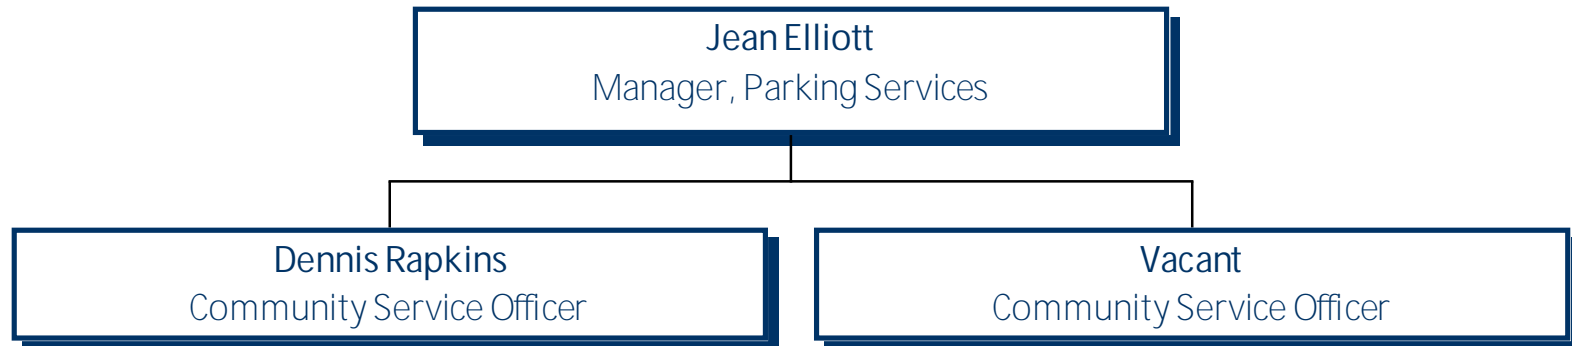 Jean Elliott
Manager, Parking Services
Dennis Rapkins
Community Service Officer
Vacant
Community Service Officer